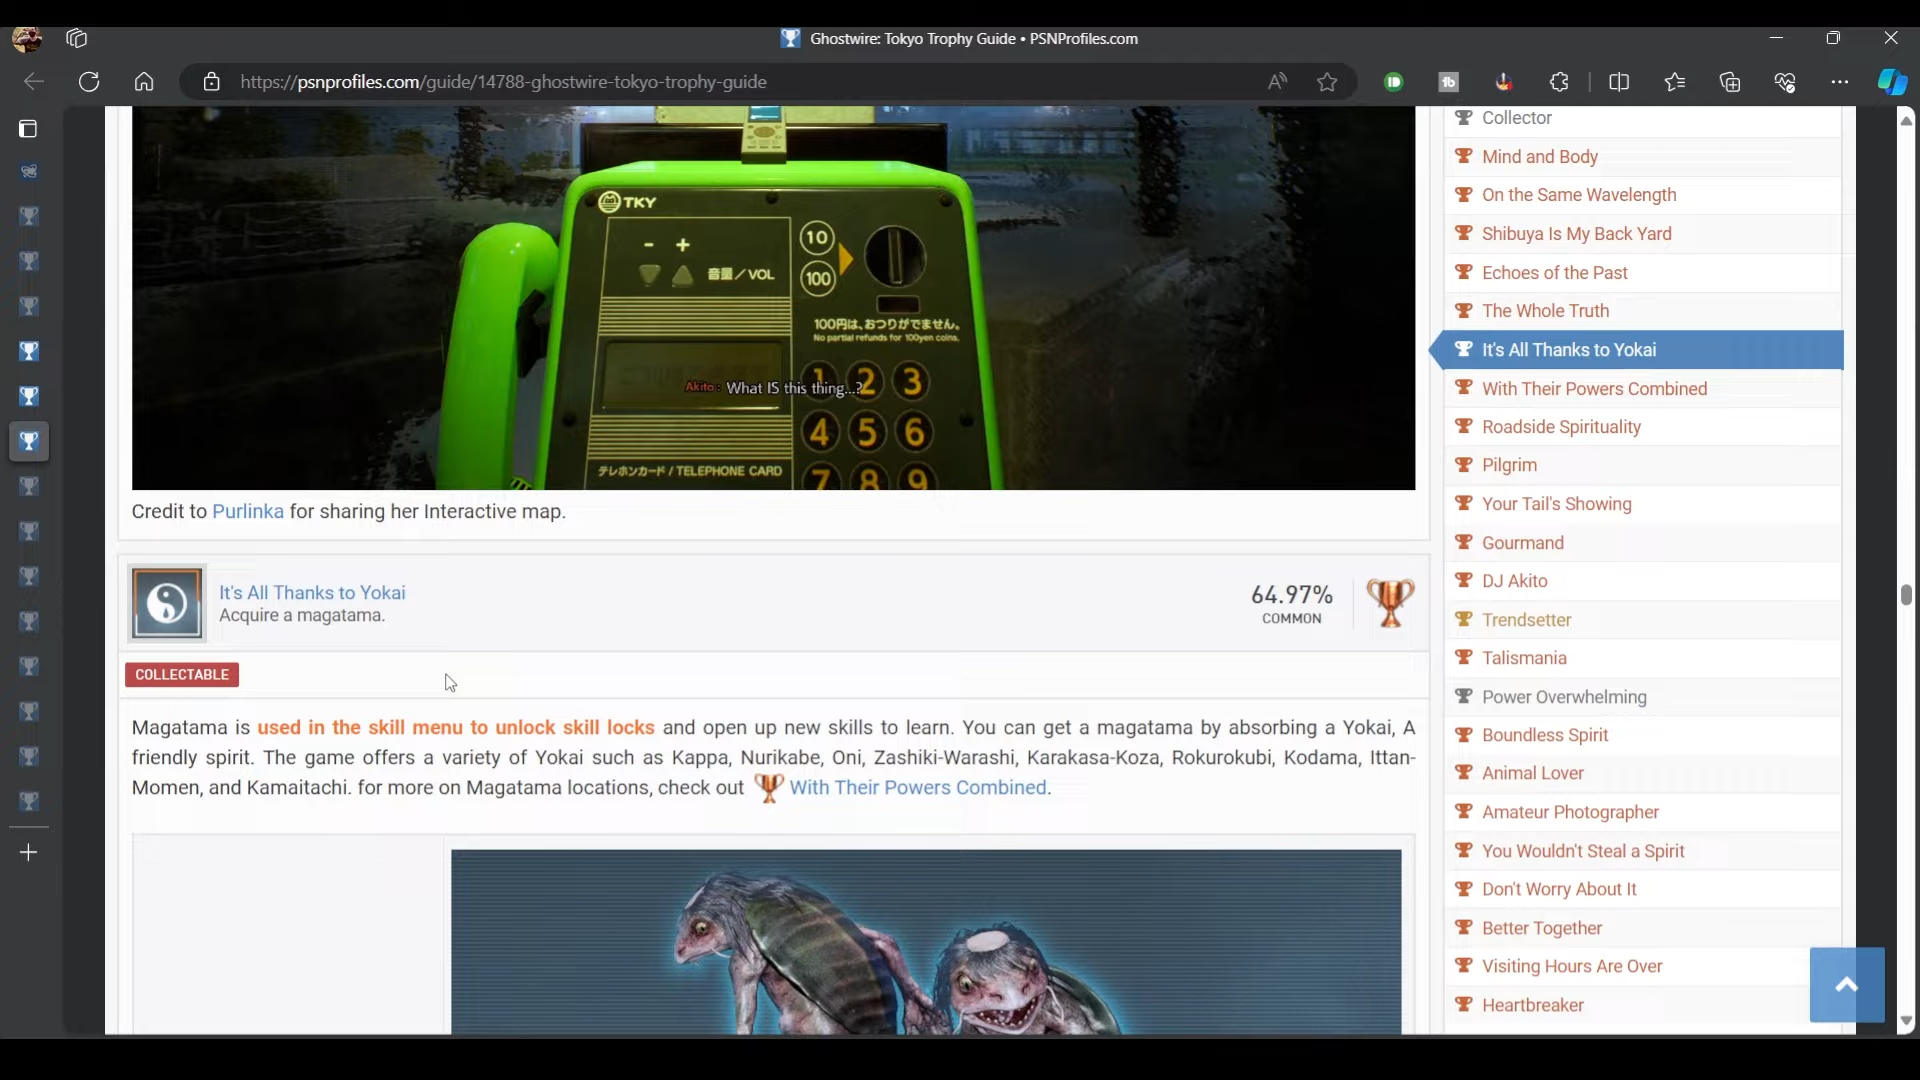 Ghostwire: Tokyo Trophy Guide • PSNProfiles.com
https://psnprofiles.com/guide/14788-ghostwire-tokyo-trophy-guide
TKY
- +
音量/VOL
10
100
100円は、おつりがでません。
No partial refunds for 100yen coins.
Akito : What IS this thing...?
1 2 3
4 5 6
テレホンカード / TELEPHONE CARD
7 8 9
Credit to Purlinka for sharing her Interactive map.
It's All Thanks to Yokai
Acquire a magatama.
64.97%
COMMON
COLLECTABLE
Magatama is used in the skill menu to unlock skill locks and open up new skills to learn. You can get a magatama by absorbing a Yokai, A
friendly spirit. The game offers a variety of Yokai such as Kappa, Nurikabe, Oni, Zashiki-Warashi, Karakasa-Koza, Rokurokubi, Kodama, Ittan-
Momen, and Kamaitachi. for more on Magatama locations, check out With Their Powers Combined.
Collector
Mind and Body
On the Same Wavelength
Shibuya Is My Back Yard
Echoes of the Past
The Whole Truth
It's All Thanks to Yokai
With Their Powers Combined
Roadside Spirituality
Pilgrim
Your Tail's Showing
Gourmand
DJ Akito
Trendsetter
Talismania
Power Overwhelming
Boundless Spirit
Animal Lover
Amateur Photographer
You Wouldn't Steal a Spirit
Don't Worry About It
Better Together
Visiting Hours Are Over
Heartbreaker